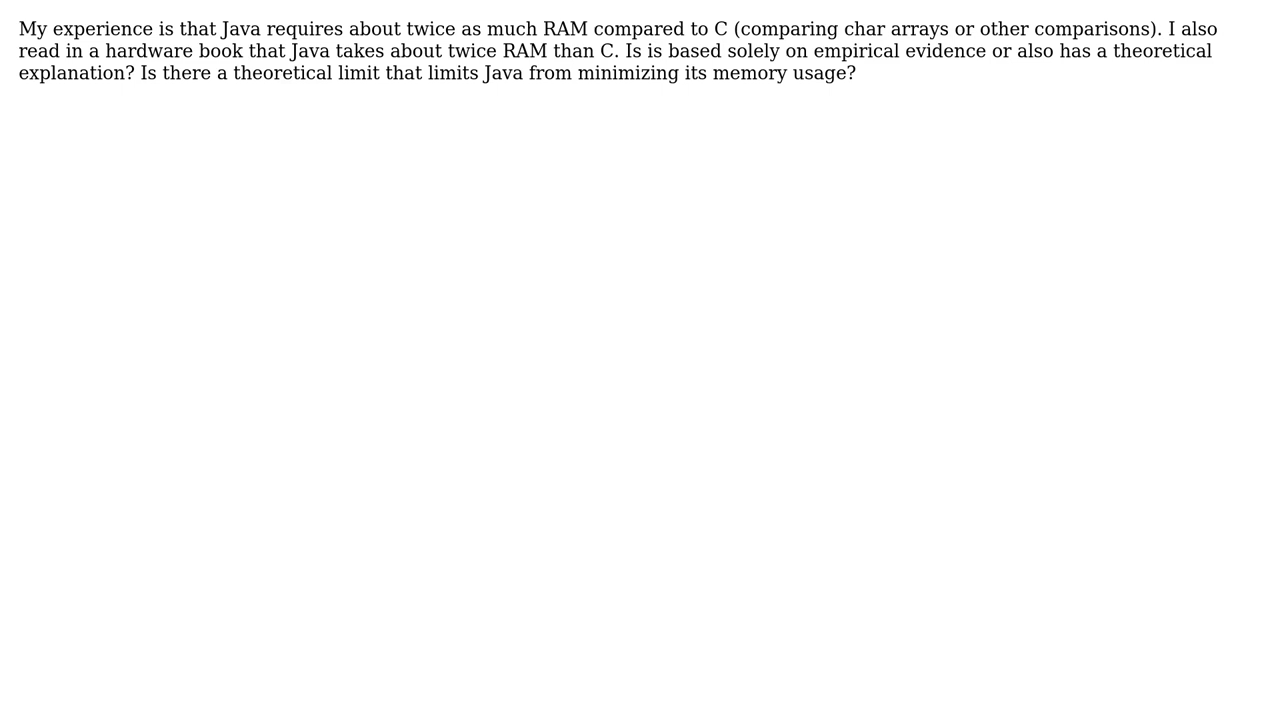 My experience is that Java requires about twice as much RAM compared to C (comparing char arrays or other comparisons). I also
read in a hardware book that Java takes about twice RAM than C. Is is based solely on empirical evidence or also has a theoretical
explanation? Is there a theoretical limit that limits Java from minimizing its memory usage?